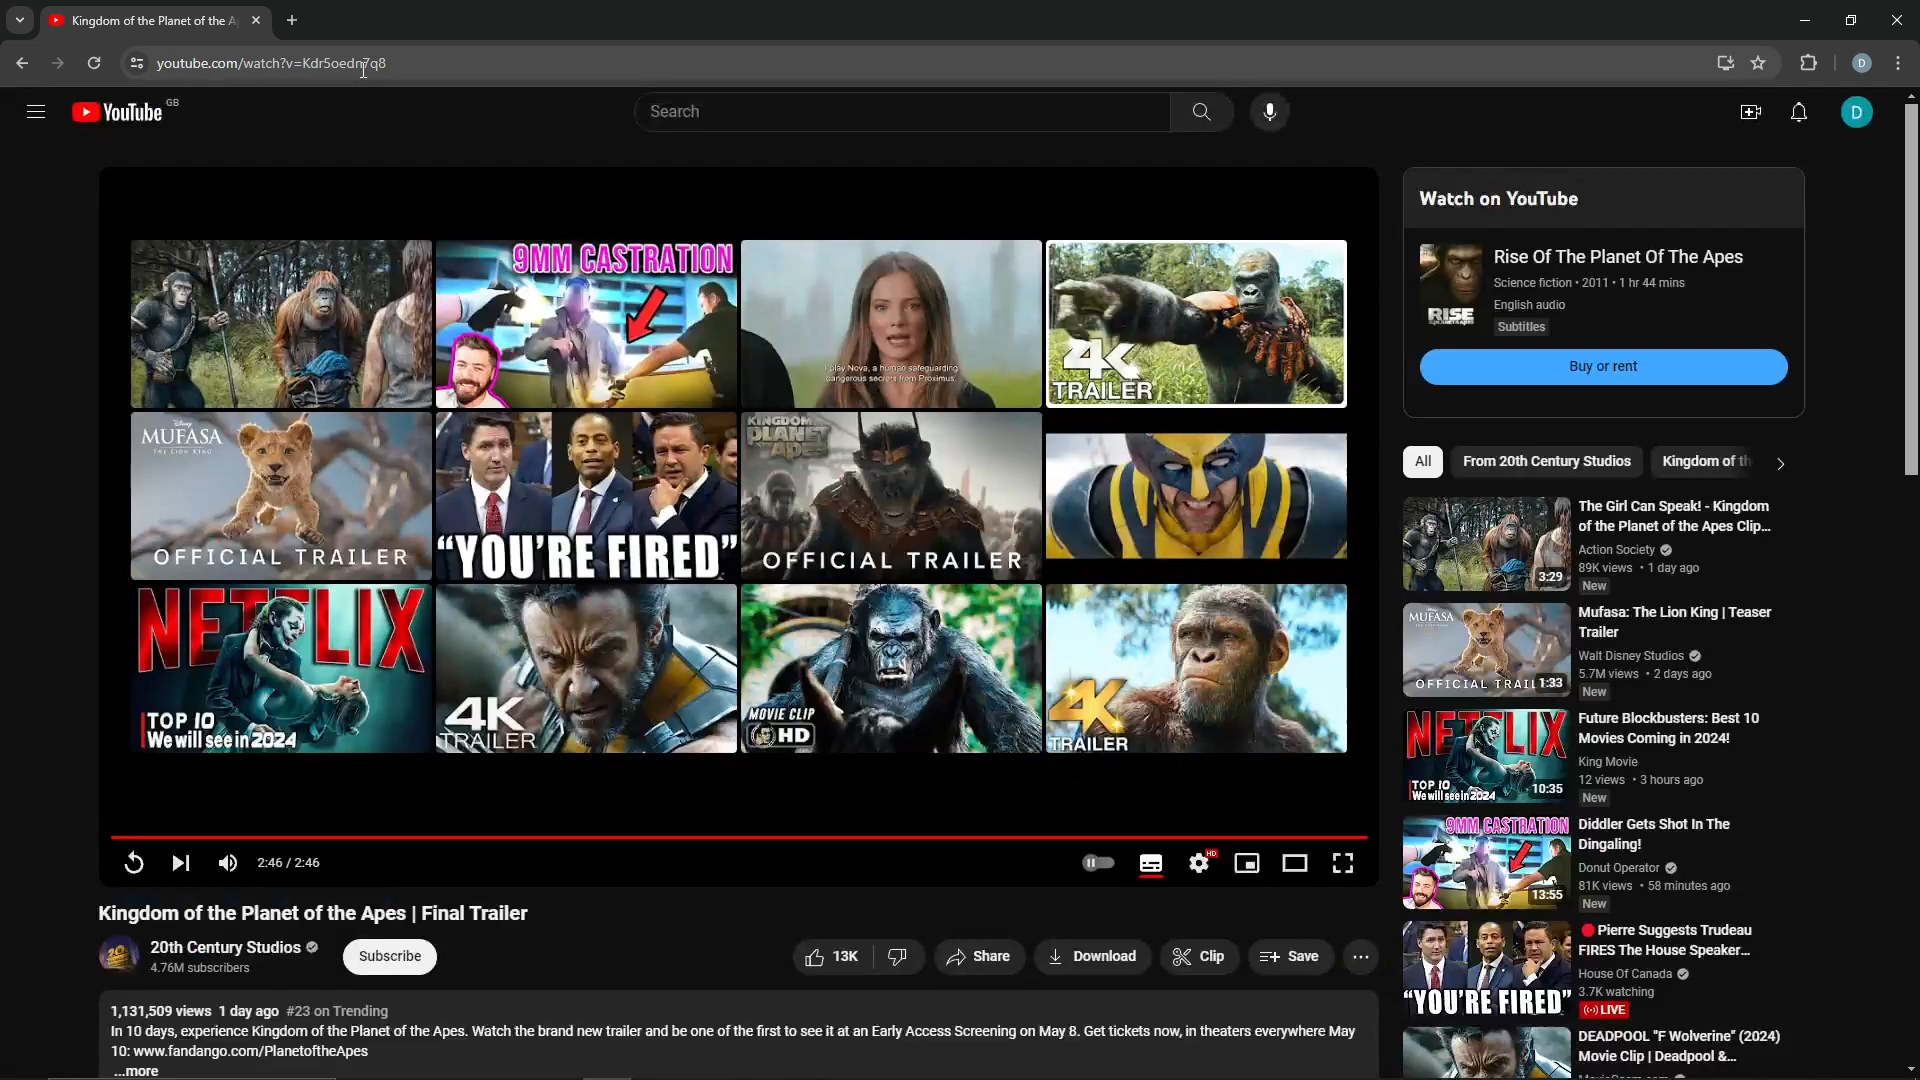 Kingdom of the Planet of the A
youtube.com/watch?v=Kdr5oedn7q8
D
YouTube GB
Search
D
9MM CASTRATION
I play Nova, a human safeguarding
dangerous secrets from Proximus.
4K
TRAILER
Disney
MUFASA
THE LION KING
OFFICIAL TRAILER
"YOU'RE FIRED"
KINGDOM
PLANET
APES
OFFICIAL TRAILER
NETFLIX
TOP 10
We will see in 2024
4K
TRAILER
MOVIE CLIP
HD
4K
TRAILER
2:46 / 2:46
HD
Kingdom of the Planet of the Apes | Final Trailer
20th Century Studios
4.76M subscribers
Subscribe
13K
Share
Download
Clip
Save
1,131,509 views 1 day ago #23 on Trending
In 10 days, experience Kingdom of the Planet of the Apes. Watch the brand new trailer and be one of the first to see it at an Early Access Screening on May 8. Get tickets now, in theaters everywhere May
10: www.fandango.com/PlanetoftheApes
...more
Watch on YouTube
Rise Of The Planet Of The Apes
Science fiction • 2011 • 1 hr 44 mins
English audio
Subtitles
RISE
Buy or rent
All
From 20th Century Studios
Kingdom of th
The Girl Can Speak! - Kingdom
of the Planet of the Apes Clip...
Action Society
89K views • 1 day ago
New
3:29
Mufasa: The Lion King | Teaser
Trailer
Walt Disney Studios
5.7M views • 2 days ago
New
MUFASA
OFFICIAL TRAIL
1:33
Future Blockbusters: Best 10
Movies Coming in 2024!
King Movie
12 views • 3 hours ago
New
NETFLIX
TOP 10
We will see in 2024
10:35
Diddler Gets Shot In The
Dingaling!
Donut Operator
81K views • 58 minutes ago
New
9MM CASTRATION
13:55
🔴Pierre Suggests Trudeau
FIRES The House Speaker...
House Of Canada
3.7K watching
LIVE
"YOU'RE FIRED"
DEADPOOL "F Wolverine" (2024)
Movie Clip | Deadpool &...